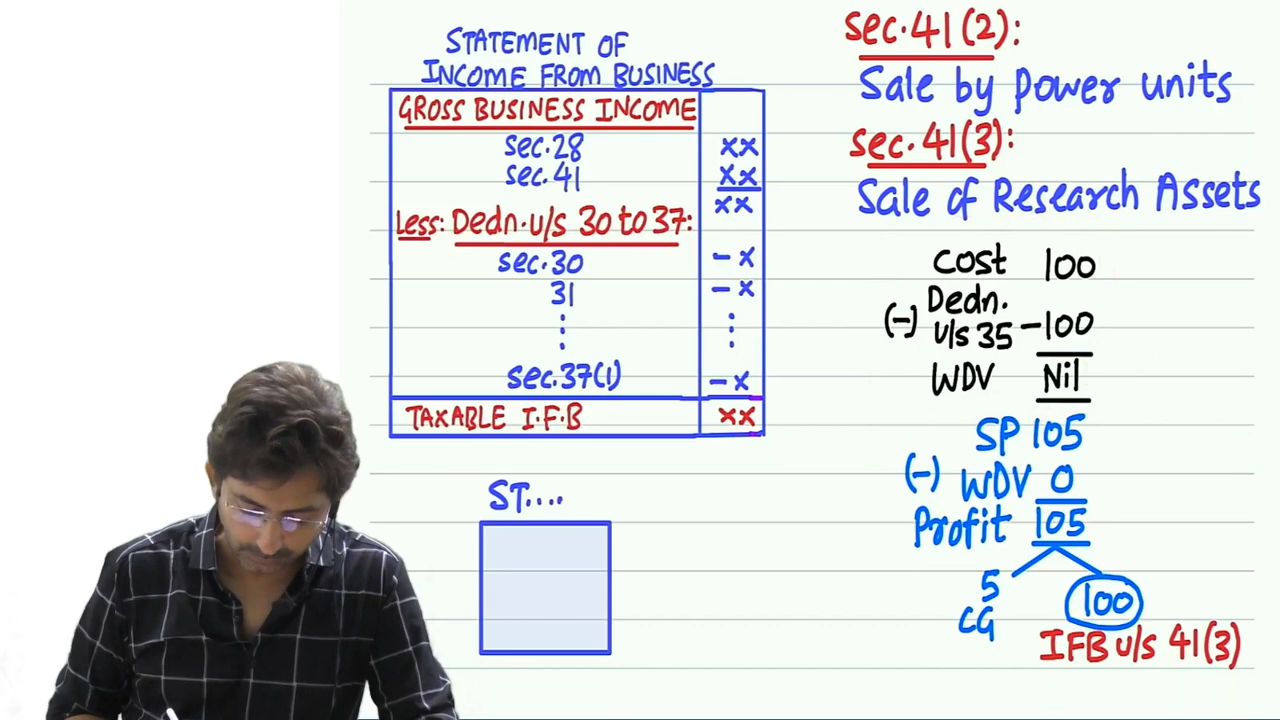 STATEMENT OF
INCOME FROM BUSINESS
GROSS BUSINESS INCOME
sec.28 xx
sec.41 xx
xx
Less: Dedn.u/s 30 to 37:
sec.30 -x
31 -x
⋮ ⋮
sec.37(1) -x
TAXABLE I.F.B xx
ST....
sec.41(2):
Sale by Power units
sec.41(3):
Sale of Research Assets
Cost 100
(-) Dedn.
u/s 35 -100
WDV Nil
SP 105
(-) WDV 0
Profit 105
5 100
CG
IFB u/s 41(3)